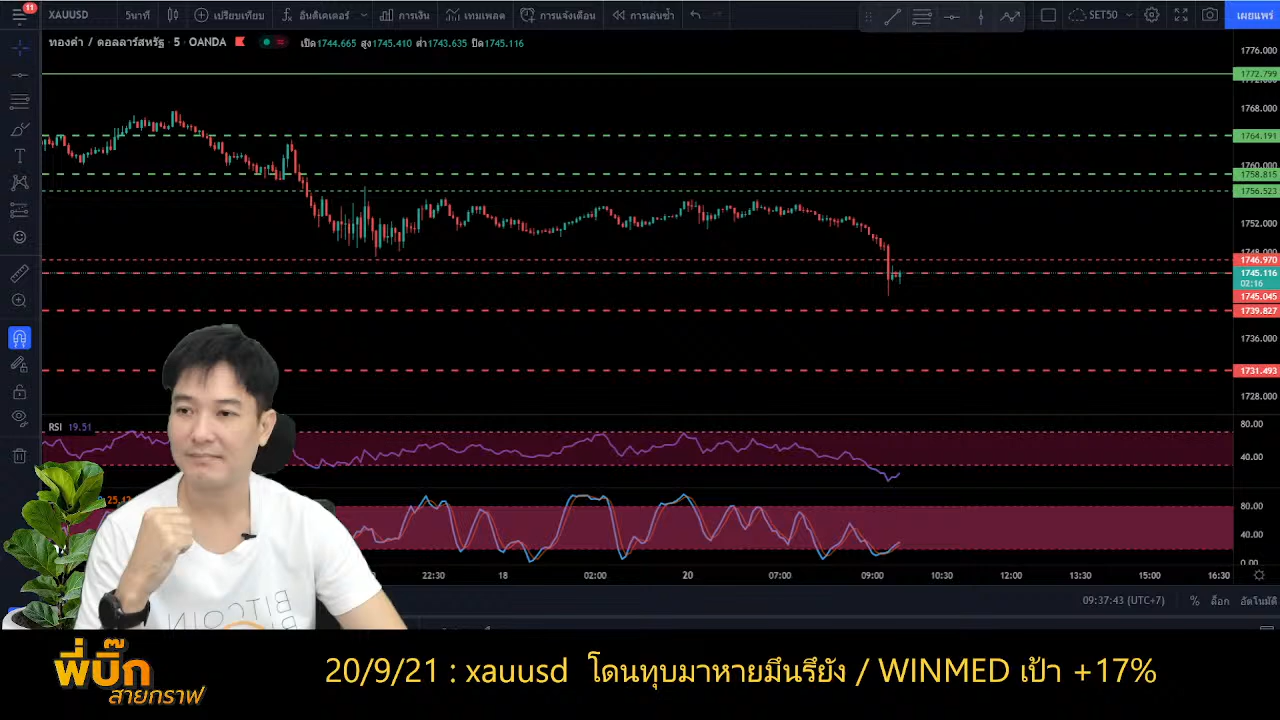 11
XAUUSD 5นาที เปรียบเทียบ อินดิเคเตอร์ การเงิน เทมเพลต การแจ้งเตือน การเล่นซ้ำ SET50 เผยแพร่
ทองคำ / ดอลลาร์สหรัฐ · 5 · OANDA เปิด1744.665 สูง1745.410 ต่ำ1743.635 ปิด1745.116
1776.000
1772.799
1768.000
1764.191
1760.000
1758.815
1756.523
1752.000
1748.000
1746.970
1745.116
02:16
1745.045
1739.827
1736.000
1731.493
1728.000
RSI 19.51
80.00
40.00
80.00
40.00
0.00
22:30 18 02:00 20 07:00 09:00 10:30 12:00 13:30 15:00 16:30
09:37:43 (UTC+7) % ล็อก อัตโนมัติ
BITCOIN
พี่บิ๊ก
สายกราฟ
20/9/21 : xauusd โดนทุบมาหายมึนรึยัง / WINMED เป้า +17%